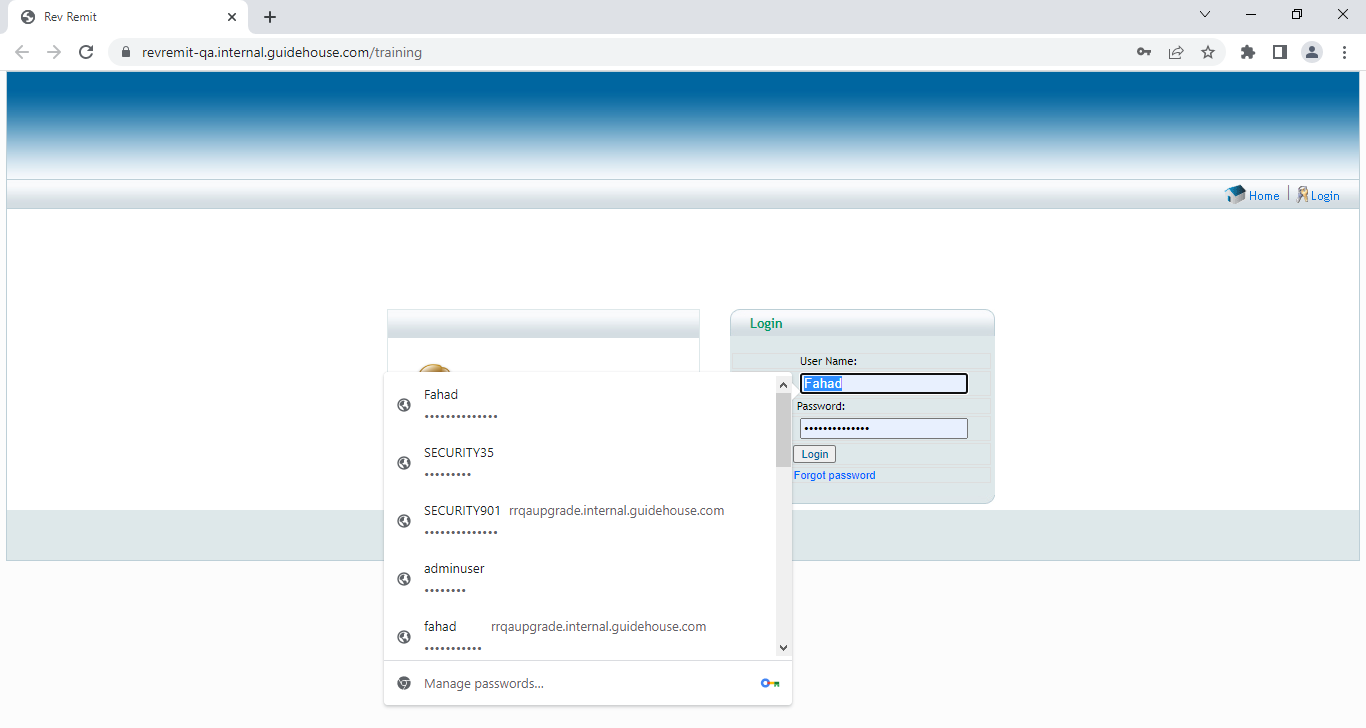 Rev Remit
revremit-qa.internal.guidehouse.com/training
Home
Login
Login
User Name:
Fahad
Password:
••••••••••••••
Login
Forgot password
Fahad
••••••••••••••
SECURITY35
•••••••••
SECURITY901 rrqaupgrade.internal.guidehouse.com
••••••••••••••
adminuser
••••••••
fahad rrqaupgrade.internal.guidehouse.com
•••••••••••
Manage passwords...